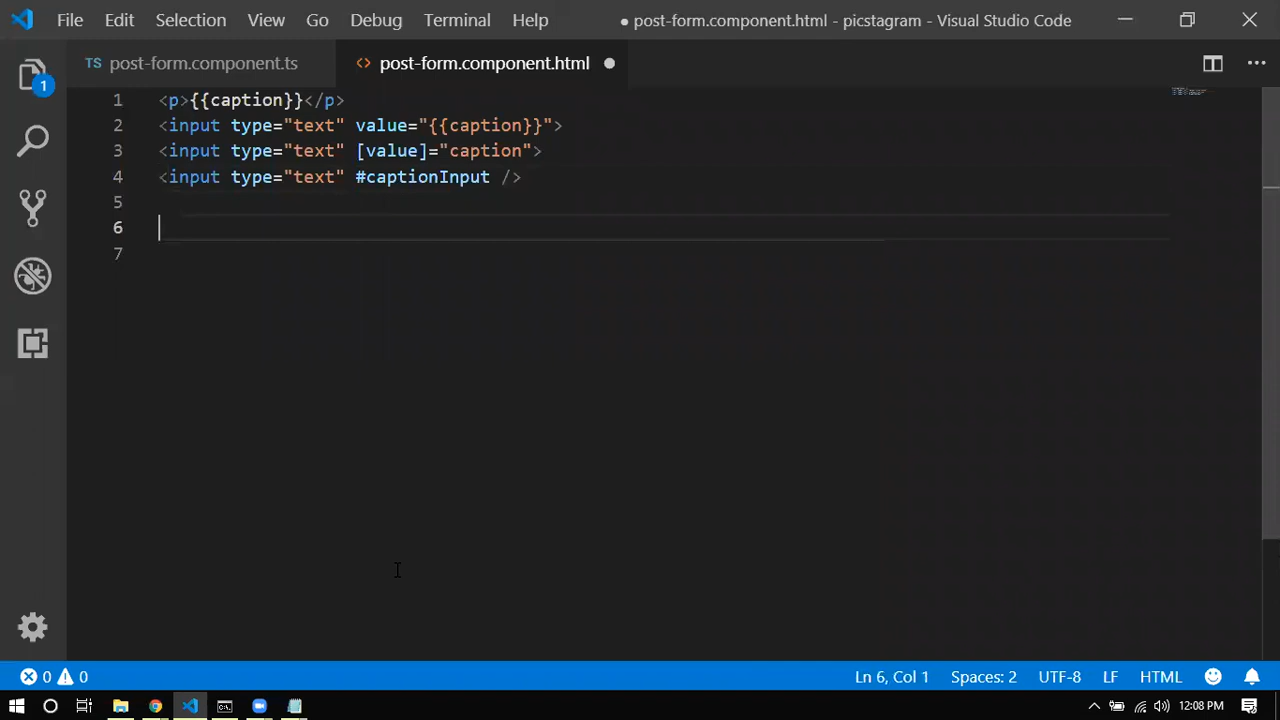 File Edit Selection View Go Debug Terminal Help ● post-form.component.html - picstagram - Visual Studio Code
TS post-form.component.ts <> post-form.component.html
1
1 <p>{{caption}}</p>
2 <input type="text" value="{{caption}}">
3 <input type="text" [value]="caption">
4 <input type="text" #captionInput />
5
6
7
0 0 Ln 6, Col 1 Spaces: 2 UTF-8 LF HTML
12:08 PM